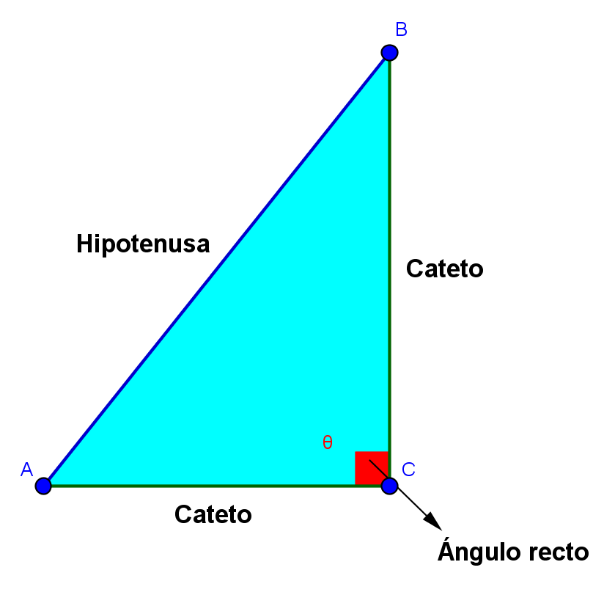 B
Hipotenusa
Cateto
θ
A
C
Cateto
Ángulo recto